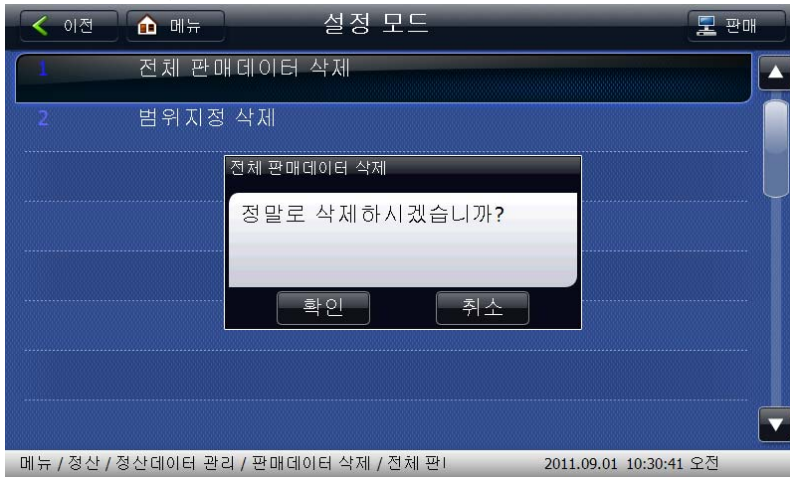 이전 메뉴 설정 모드 판매
1 전체 판매데이터 삭제
2 범위지정 삭제
전체 판매데이터 삭제
정말로 삭제하시겠습니까?
확인 취소
메뉴 / 정산 / 정산데이터 관리 / 판매데이터 삭제 / 전체 2011.09.01 10:30:41 오전